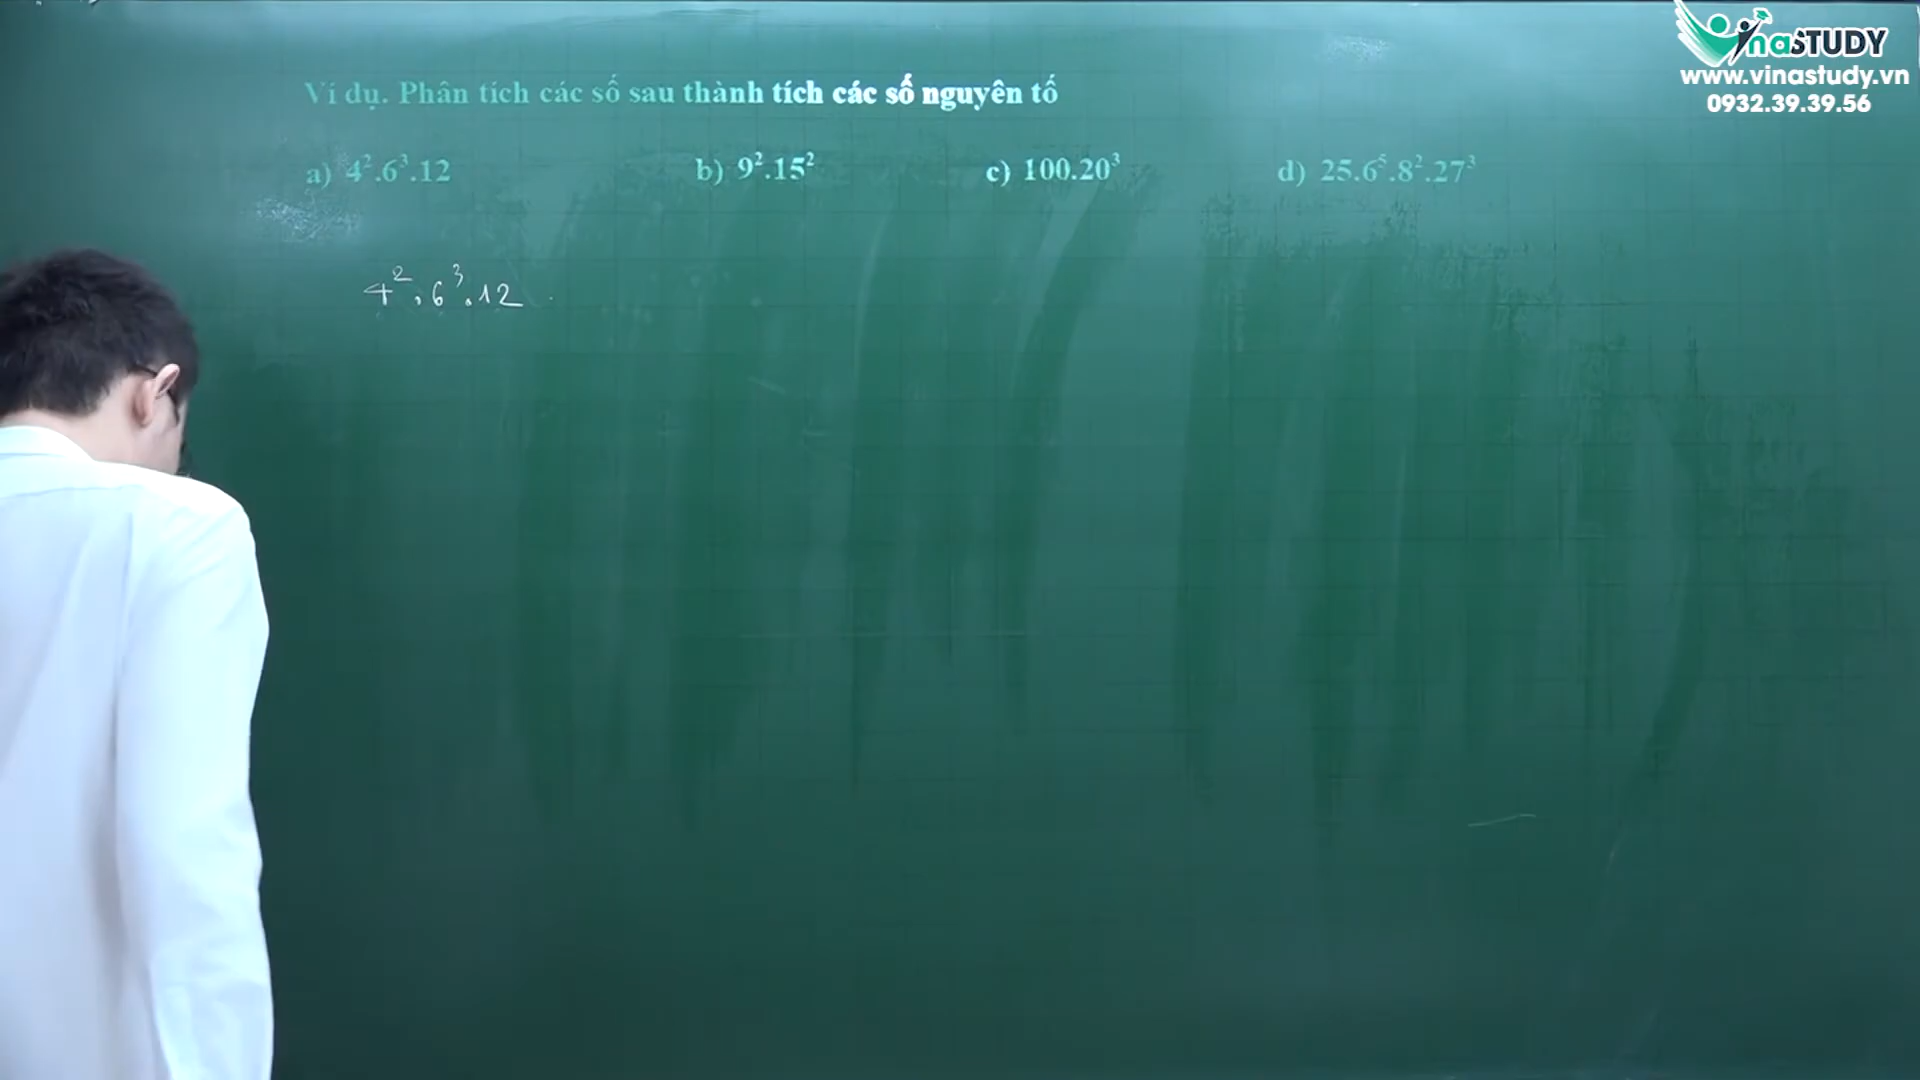 VinaSTUDY
www.vinastudy.vn
0932.39.39.56
Ví dụ. Phân tích các số sau thành tích các số nguyên tố
a) 4².6³.12 b) 9².15² c) 100.20³ d) 25.6⁵.8².27³
4².6³.12